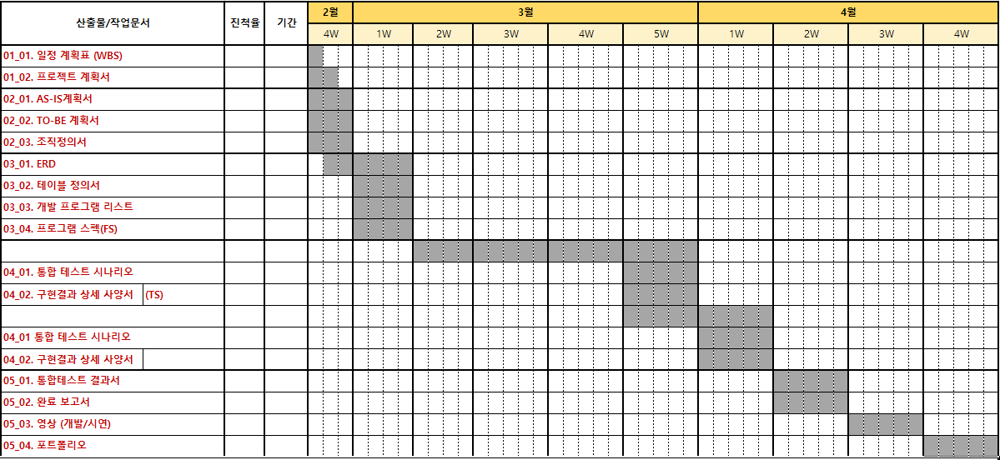 산출물/작업문서 진척율 기간 2월 3월 4월
4W 1W 2W 3W 4W 5W 1W 2W 3W 4W
01_01. 일정 계획표 (WBS)
01_02. 프로젝트 계획서
02_01. AS-IS계획서
02_02. TO-BE 계획서
02_03. 조직정의서
03_01. ERD
03_02. 테이블 정의서
03_03. 개발 프로그램 리스트
03_04. 프로그램 스펙(FS)
04_01. 통합 테스트 시나리오
04_02. 구현결과 상세 사양서 (TS)
04_01 통합 테스트 시나리오
04_02. 구현결과 상세 사양서
05_01. 통합테스트 결과서
05_02. 완료 보고서
05_03. 영상 (개발/시연)
05_04. 포트폴리오